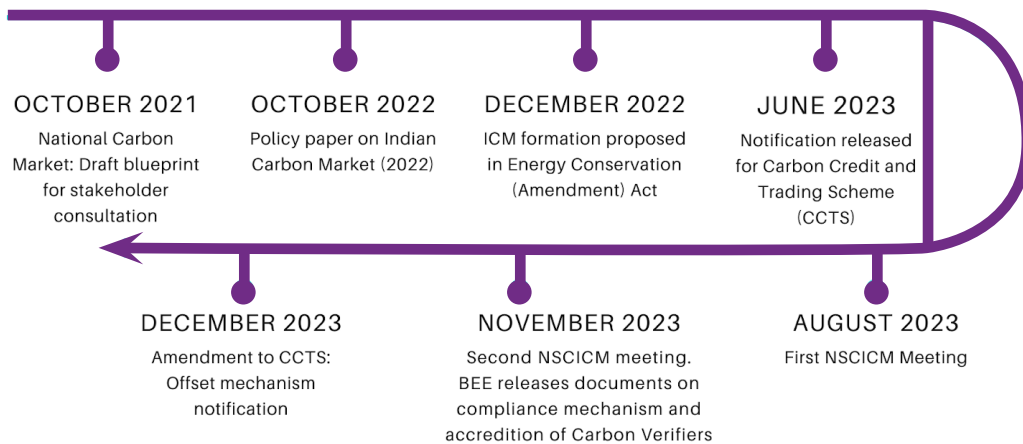 OCTOBER 2021
National Carbon
Market: Draft blueprint
for stakeholder
consultation
OCTOBER 2022
Policy paper on Indian
Carbon Market (2022)
DECEMBER 2022
ICM formation proposed
in Energy Conservation
(Amendment) Act
JUNE 2023
Notification released
for Carbon Credit and
Trading Scheme
(CCTS)
AUGUST 2023
First NSCICM Meeting
NOVEMBER 2023
Second NSCICM meeting.
BEE releases documents on
compliance mechanism and
accredition of Carbon Verifiers
DECEMBER 2023
Amendment to CCTS:
Offset mechanism
notification